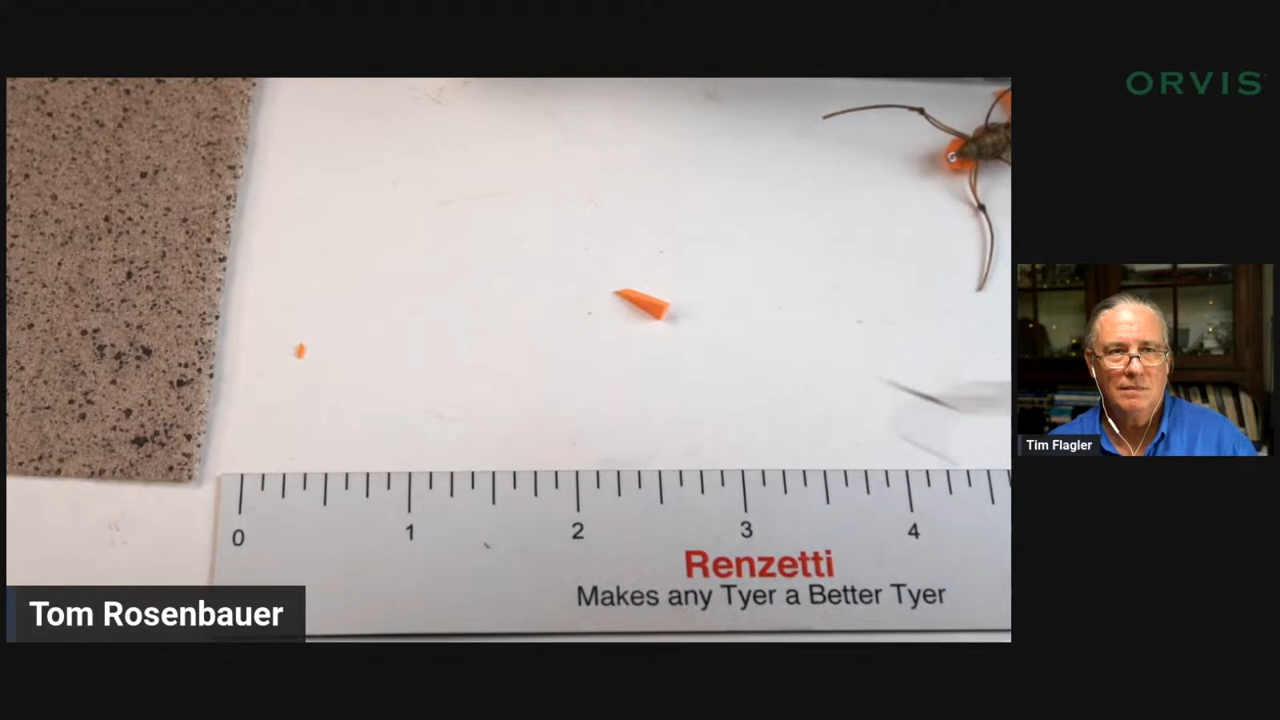 ORVIS
Tim Flagler
0 1 2 3 4
Renzetti
Makes any Tyer a Better Tyer
Tom Rosenbauer